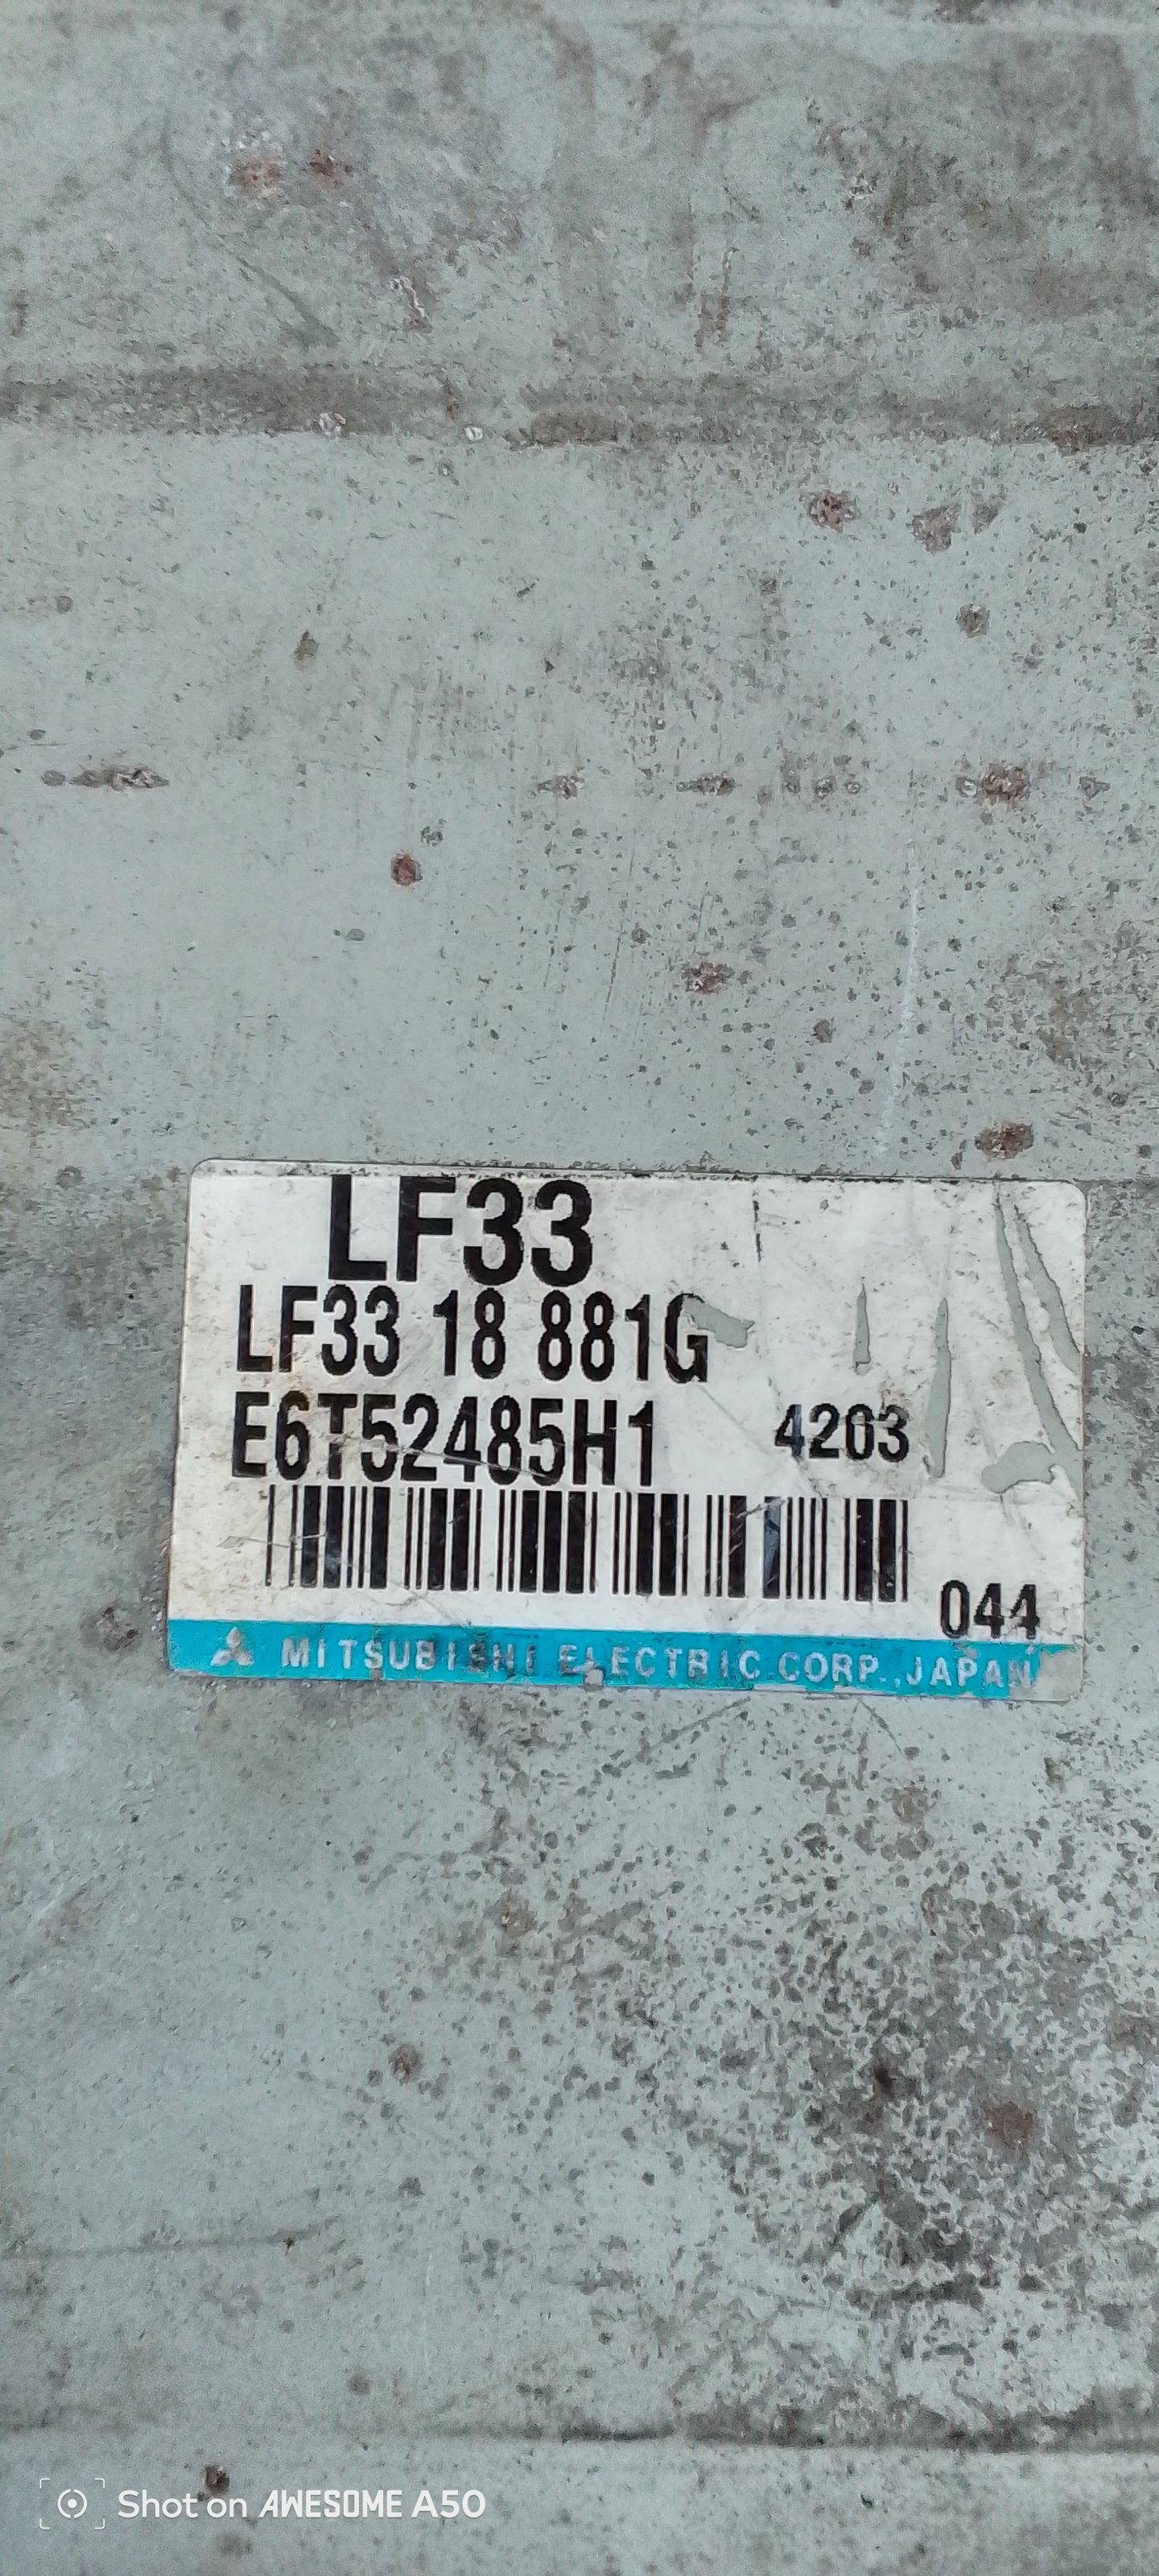 LF33
LF33 18 881G
E6T52485H1 4203
044
MITSUBISHI ELECTRIC CORP., JAPAN
Shot on AWESOME A50